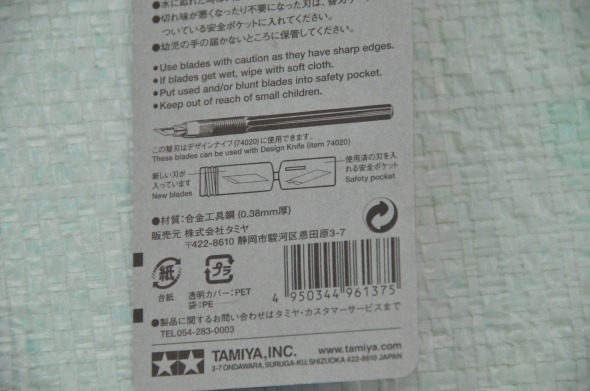 ●切れ味が悪くなったり不要になった刃は、替刃ケースに
ついている安全ポケットに入れてください。
●幼児の手の届かないところに保管してください。
●Use blades with caution as they have sharp edges.
●If blades get wet, wipe with soft cloth.
●Put used and/or blunt blades into safety pocket.
●Keep out of reach of small children.
この替刃はデザインナイフ(74020)に使用できます。
These blades can be used with Design Knife (item 74020)
新しい刃が
入っています
New blades
使用済の刃を入
れる安全ポケット
Safety pocket
●材質:合金工具鋼(0.38mm厚)
販売元 株式会社タミヤ
〒422-8610 静岡市駿河区恩田原3-7
紙
台紙
プラ
透明カバー:PET
袋:PE
4 950344 961375
●製品に関するお問い合わせはタミヤ・カスタマーサービスまで
TEL054-283-0003
TAMIYA, INC. www.tamiya.com
3-7 ONDAWARA, SURUGA-KU, SHIZUOKA 422-8610 JAPAN